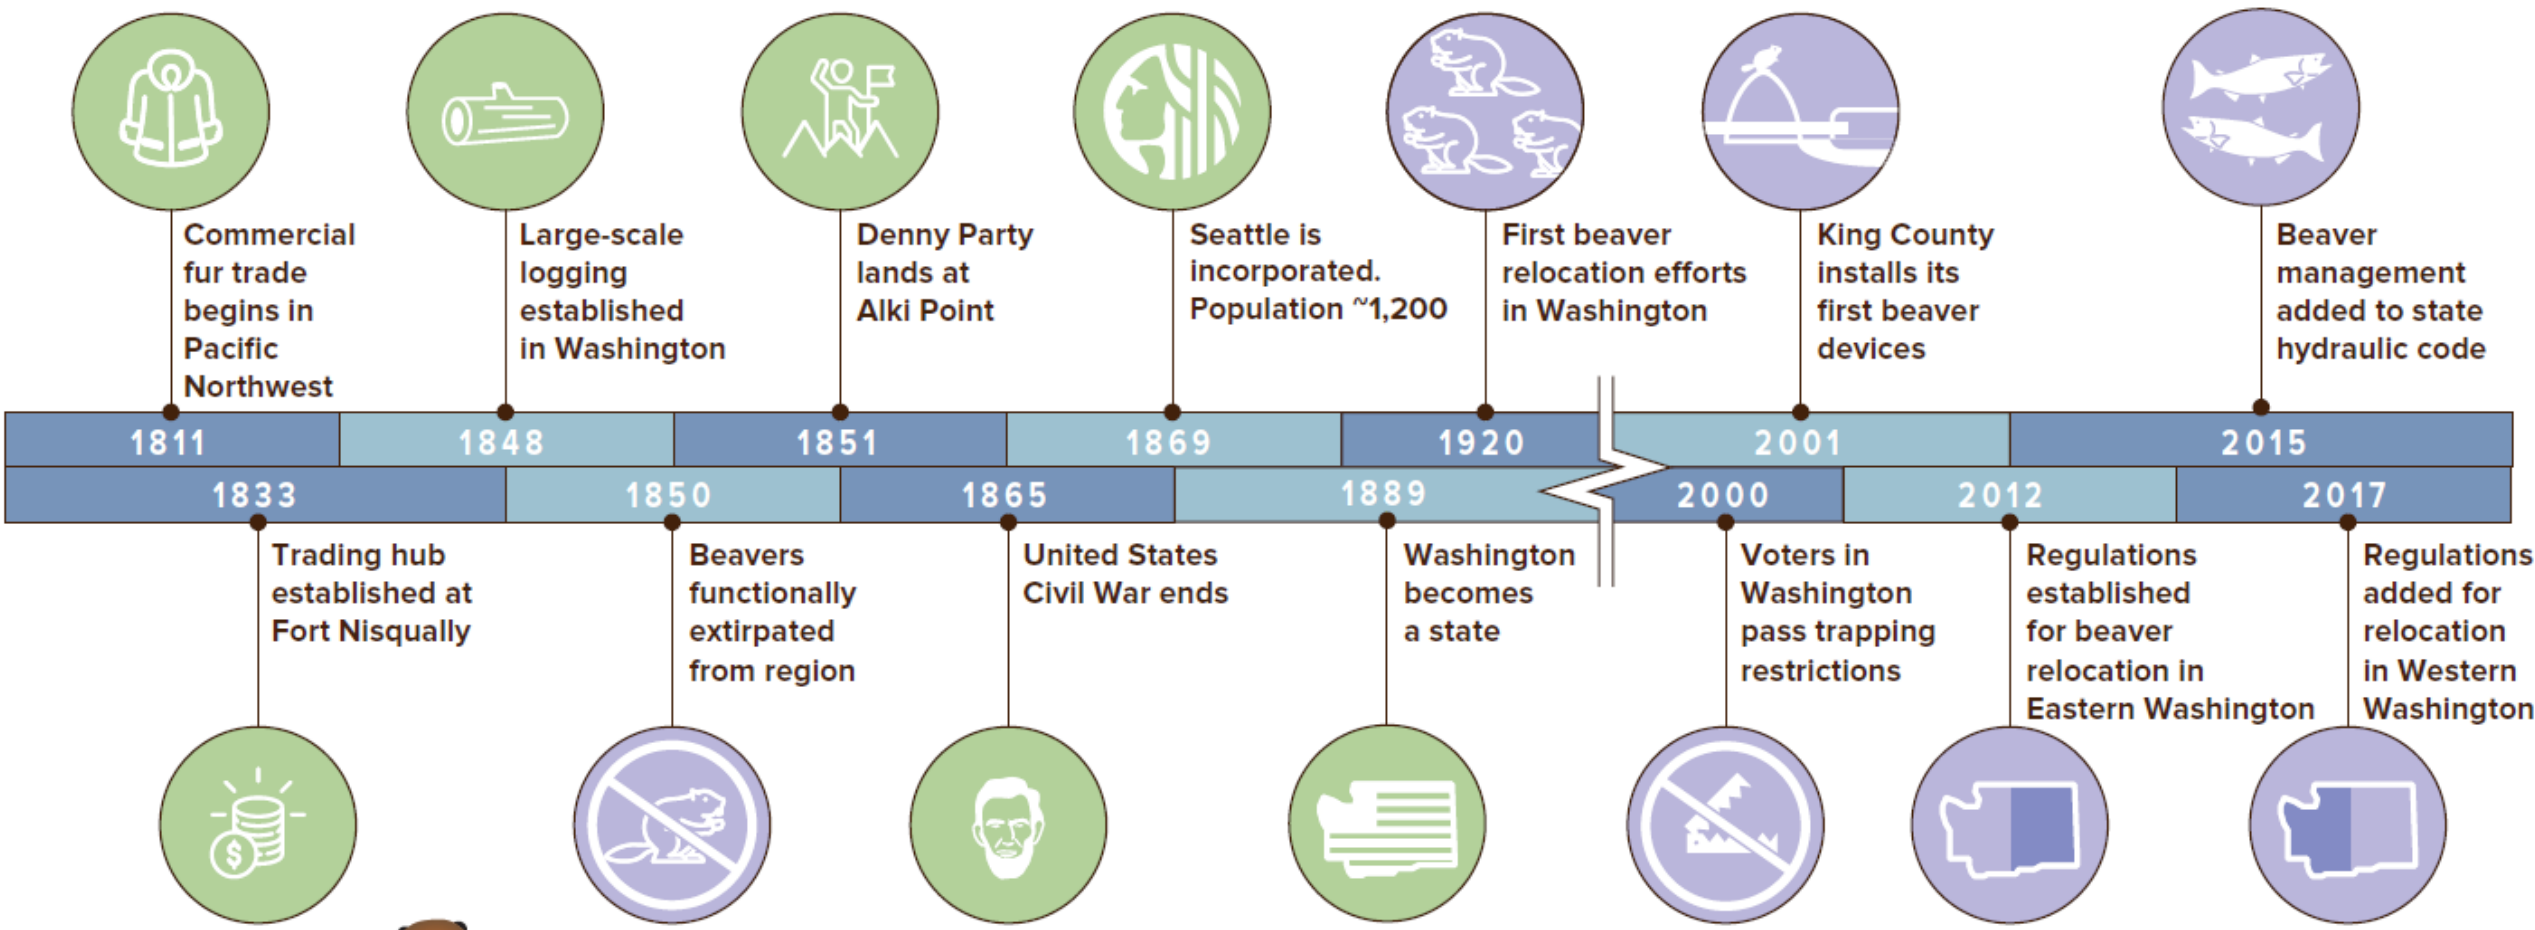 Commercial
fur trade
begins in
Pacific
Northwest
Large-scale
logging
established
in Washington
Denny Party
lands at
Alki Point
Seattle is
incorporated.
Population ~1,200
First beaver
relocation efforts
in Washington
King County
installs its
first beaver
devices
Beaver
management
added to state
hydraulic code
1811 1848 1851 1869 1920 2001 2015
1833 1850 1865 1889 2000 2012 2017
Trading hub
established at
Fort Nisqually
Beavers
functionally
extirpated
from region
United States
Civil War ends
Washington
becomes
a state
Voters in
Washington
pass trapping
restrictions
Regulations
established
for beaver
relocation in
Eastern Washington
Regulations
added for
relocation
in Western
Washington
$